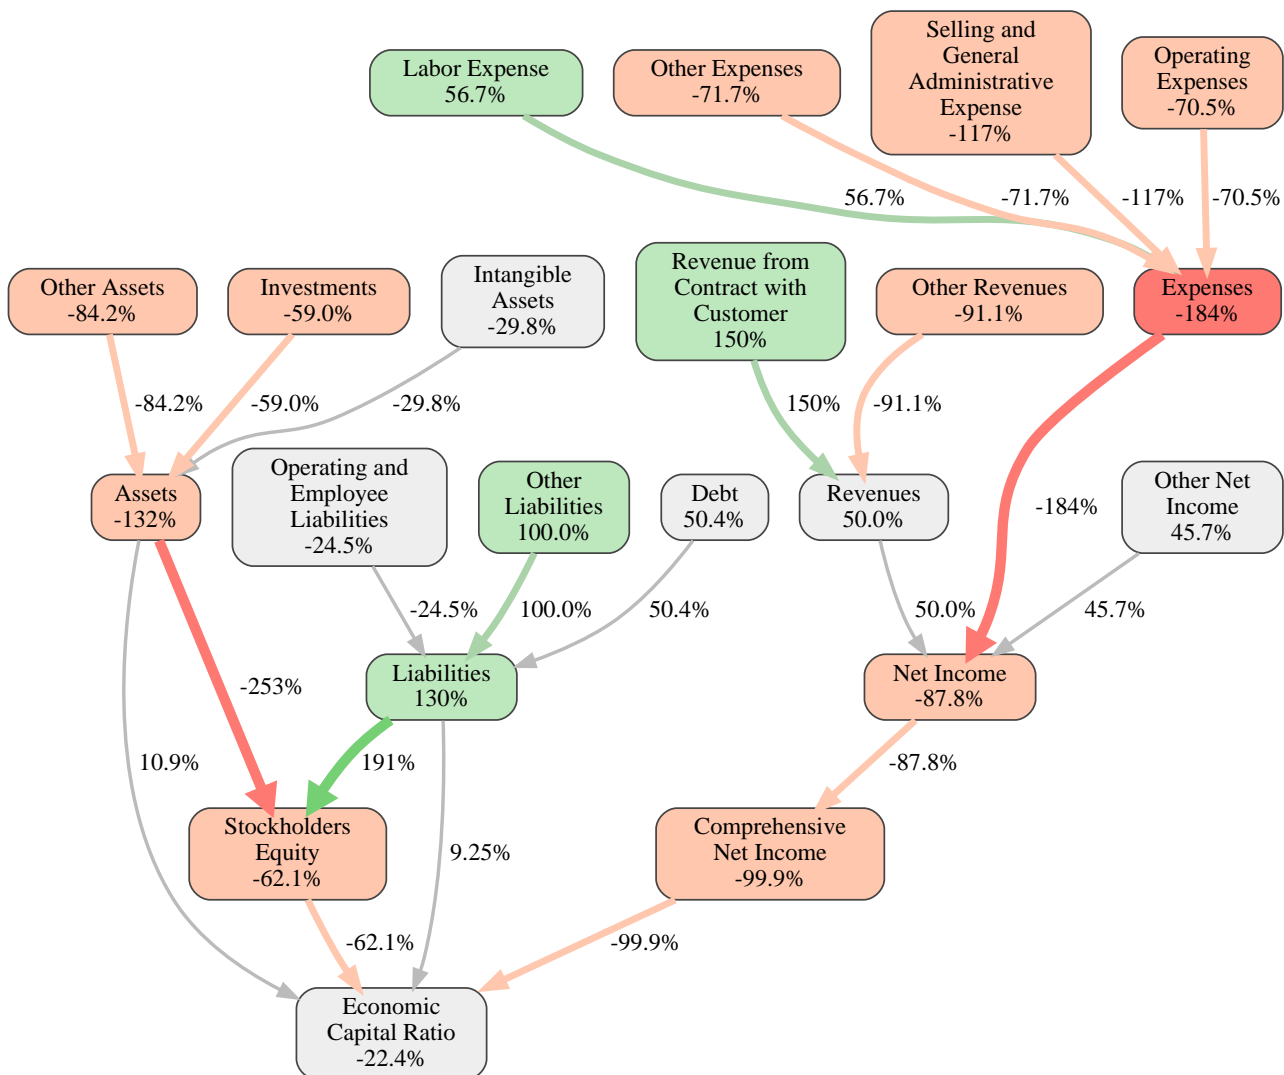 Selling and
General
Administrative
Expense
-117%
Labor Expense
56.7%
Other Expenses
-71.7%
Operating
Expenses
-70.5%
56.7%
-71.7%
-117%
-70.5%
Other Assets
-84.2%
Investments
-59.0%
Intangible
Assets
-29.8%
Revenue from
Contract with
Customer
150%
Other Revenues
-91.1%
Expenses
-184%
-84.2%
-59.0%
-29.8%
150%
-91.1%
Assets
-132%
Operating and
Employee
Liabilities
-24.5%
Other
Liabilities
100.0%
Debt
50.4%
Revenues
50.0%
-184%
Other Net
Income
45.7%
-24.5%
100.0%
50.4%
50.0%
45.7%
-253%
Liabilities
130%
Net Income
-87.8%
10.9%
191%
-87.8%
Stockholders
Equity
-62.1%
9.25%
Comprehensive
Net Income
-99.9%
-62.1%
-99.9%
Economic
Capital Ratio
-22.4%